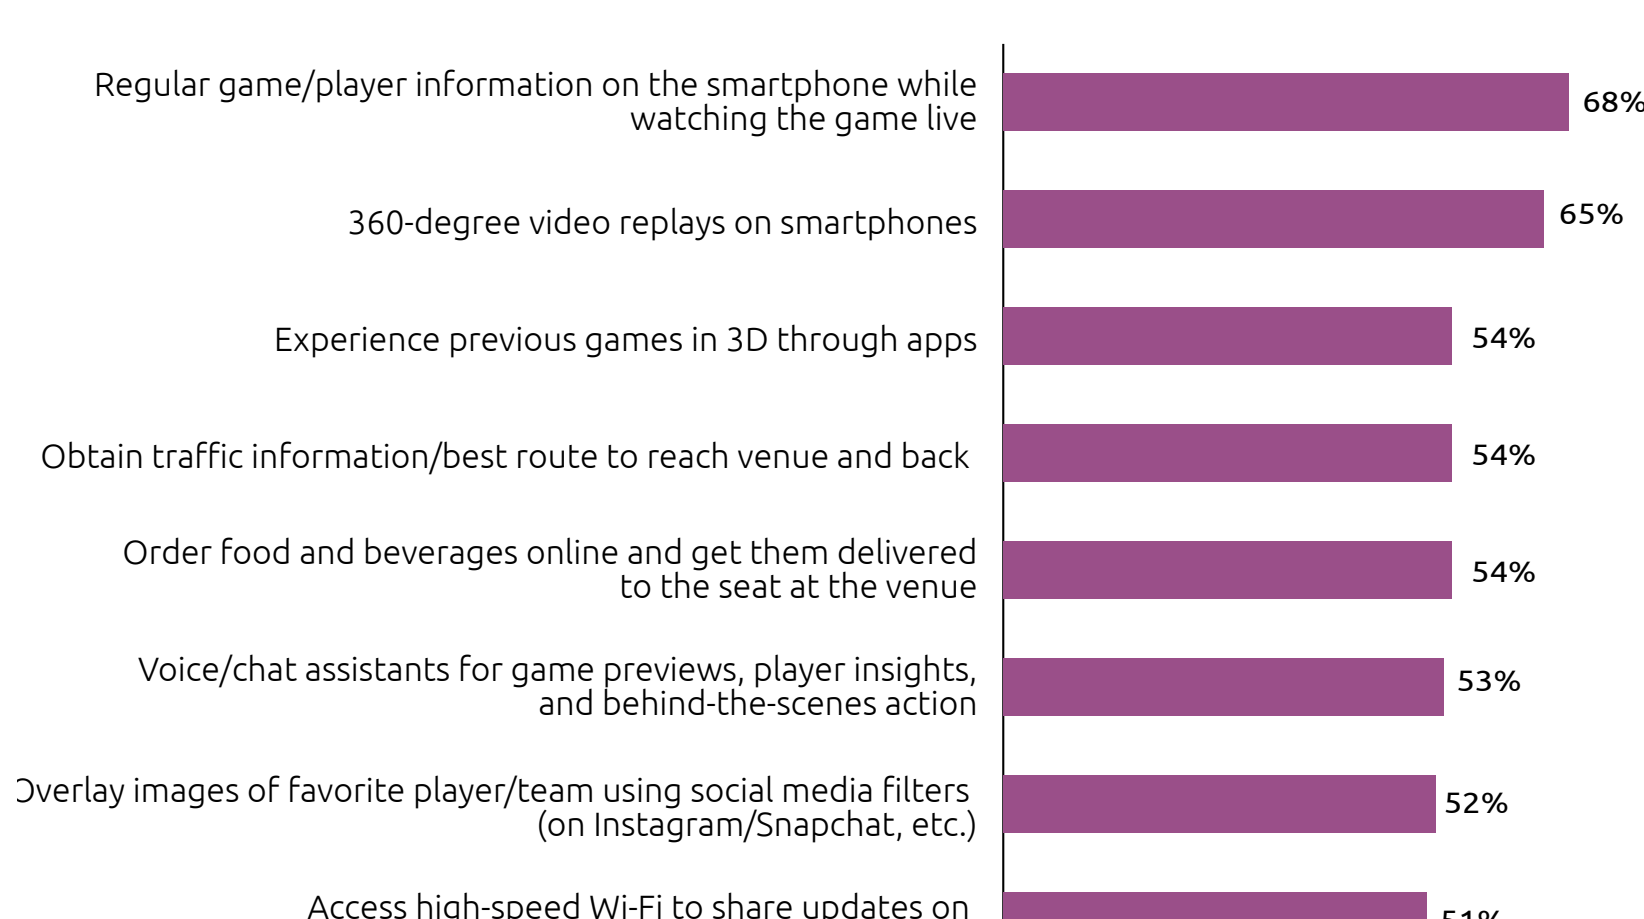 Regular game/player information on the smartphone while
watching the game live
68%
360-degree video replays on smartphones
65%
Experience previous games in 3D through apps
54%
Obtain traffic information/best route to reach venue and back
54%
Order food and beverages online and get them delivered
to the seat at the venue
54%
Voice/chat assistants for game previews, player insights,
and behind-the-scenes action
53%
Overlay images of favorite player/team using social media filters
(on Instagram/Snapchat, etc.)
52%
Access high-speed Wi-Fi to share updates on
51%